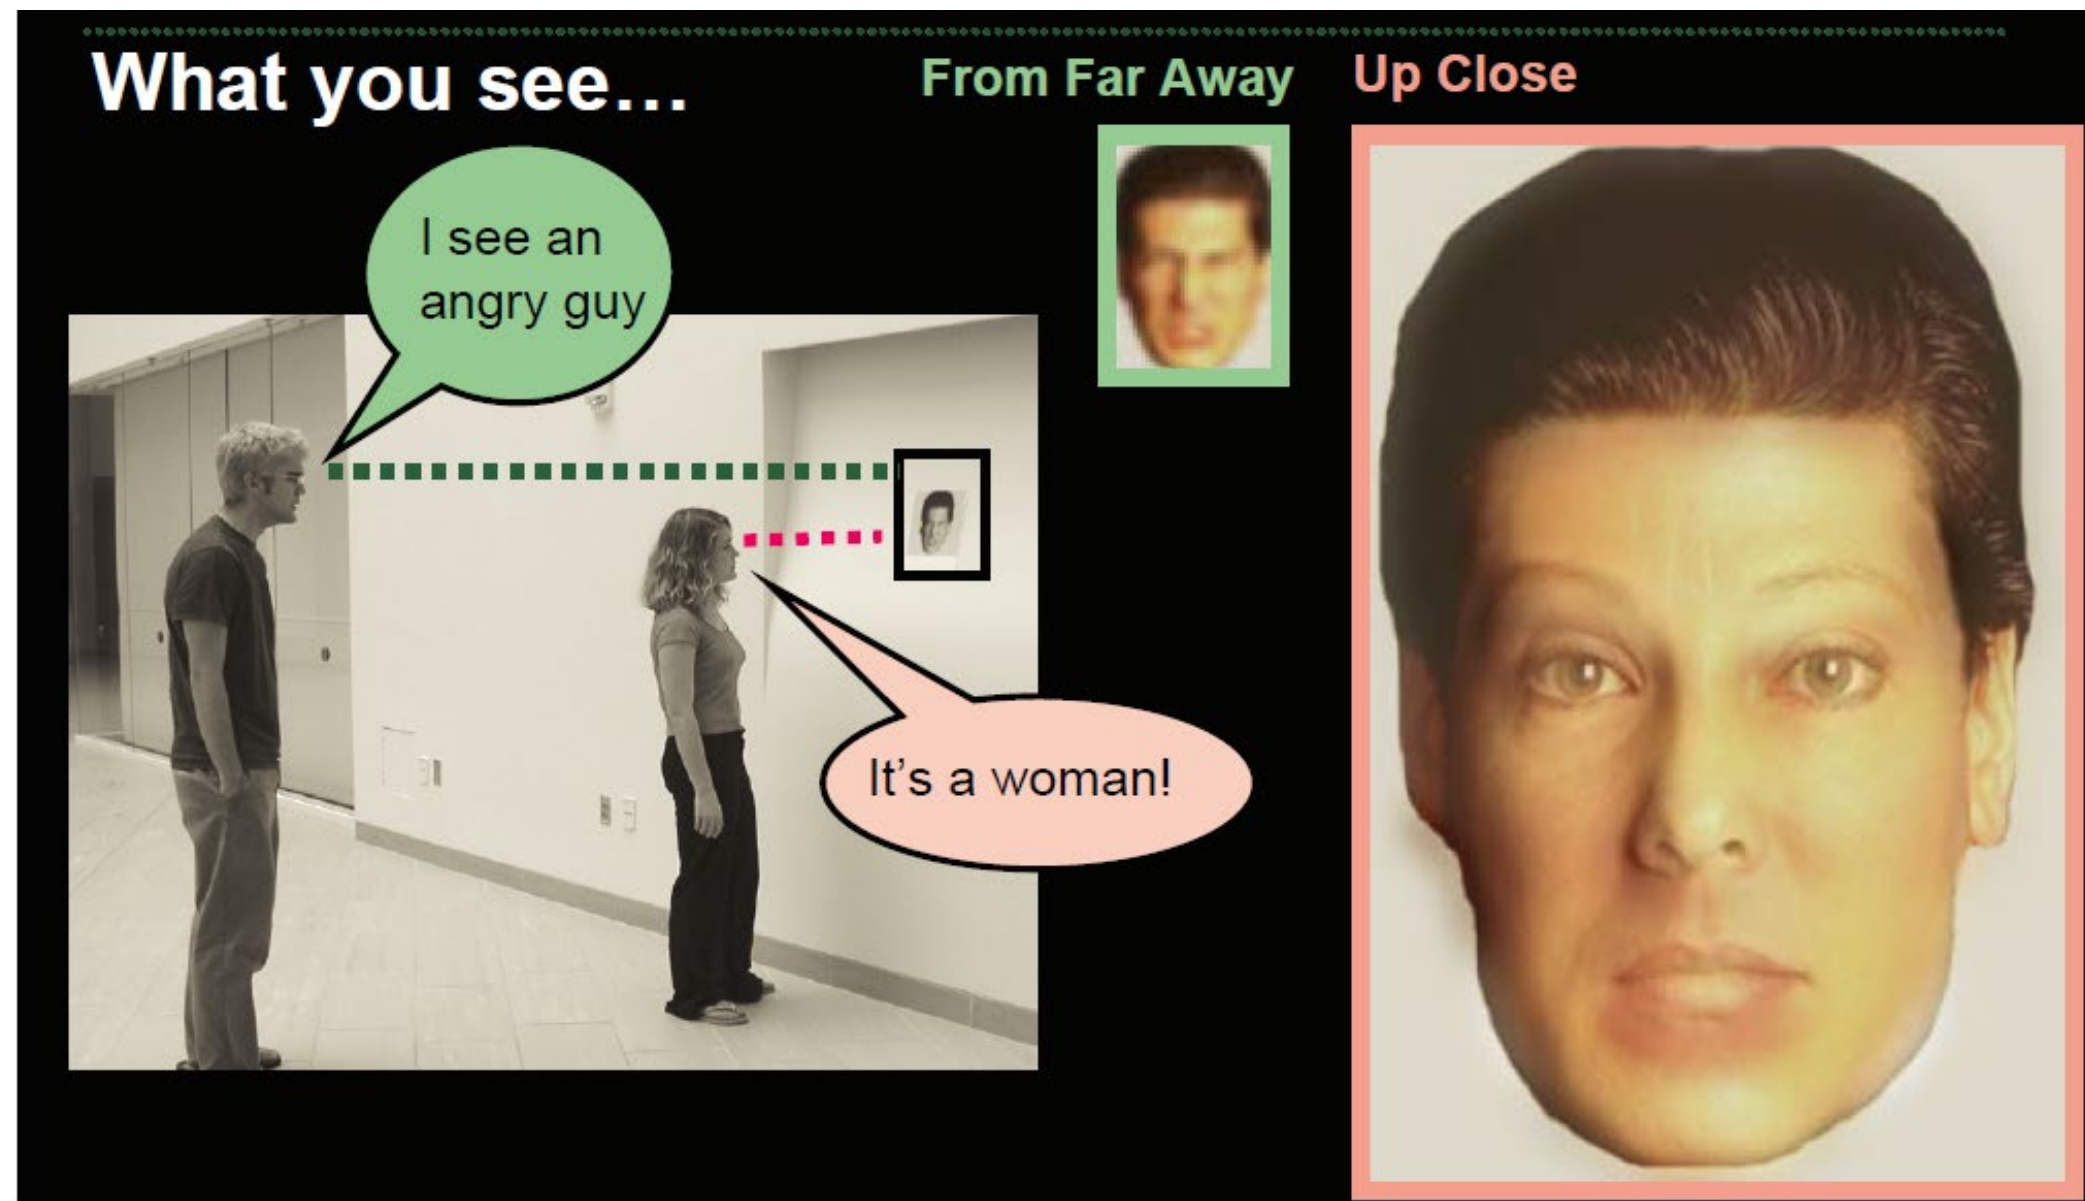 What you see…
From Far Away
Up Close
I see an
angry guy
It's a woman!